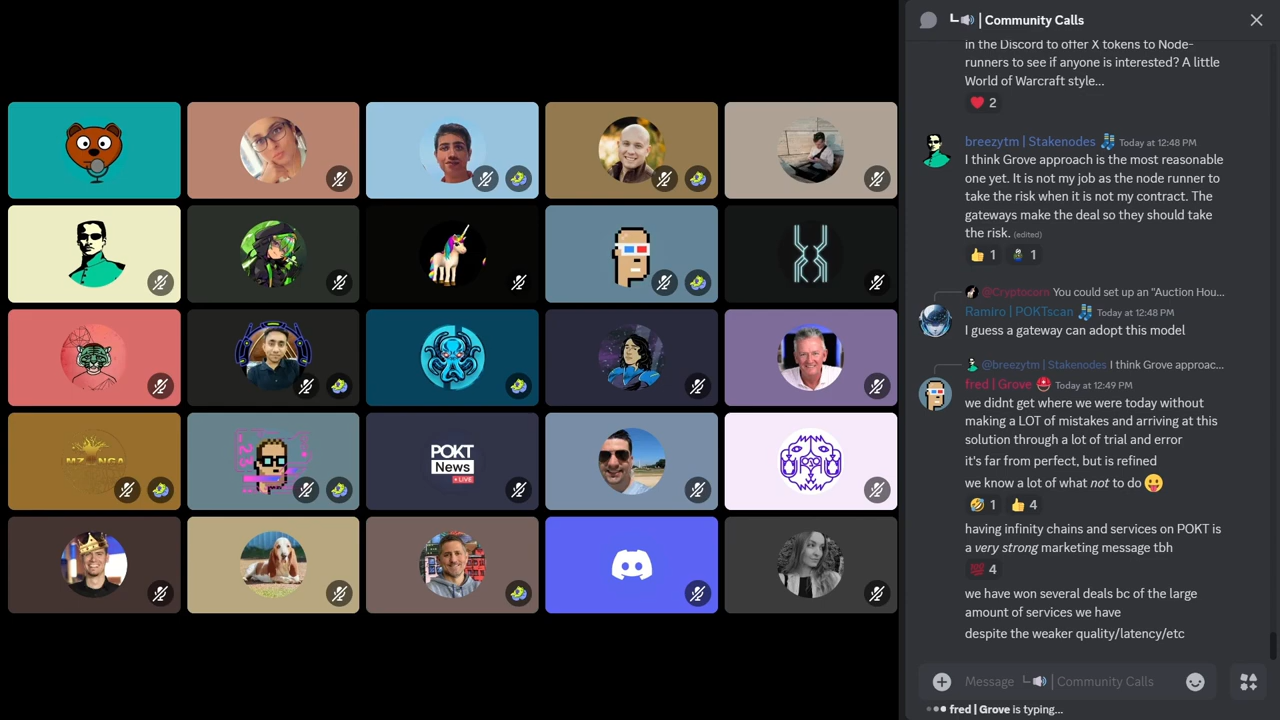 MZONGA
POKT
News
LIVE
| Community Calls
in the Discord to offer X tokens to Node-
runners to see if anyone is interested? A little
World of Warcraft style...
2
breezytm | Stakenodes Today at 12:48 PM
I think Grove approach is the most reasonable
one yet. It is not my job as the node runner to
take the risk when it is not my contract. The
gateways make the deal so they should take
the risk. (edited)
1 1
@Cryptocorn You could set up an "Auction Hou...
Ramiro | POKTscan Today at 12:48 PM
I guess a gateway can adopt this model
@breezytm | Stakenodes I think Grove approac...
fred | Grove Today at 12:49 PM
we didnt get where we were today without
making a LOT of mistakes and arriving at this
solution through a lot of trial and error
it's far from perfect, but is refined
we know a lot of what not to do
1 4
having infinity chains and services on POKT is
a very strong marketing message tbh
4
we have won several deals bc of the large
amount of services we have
despite the weaker quality/latency/etc
Message | Community Calls
fred | Grove is typing...